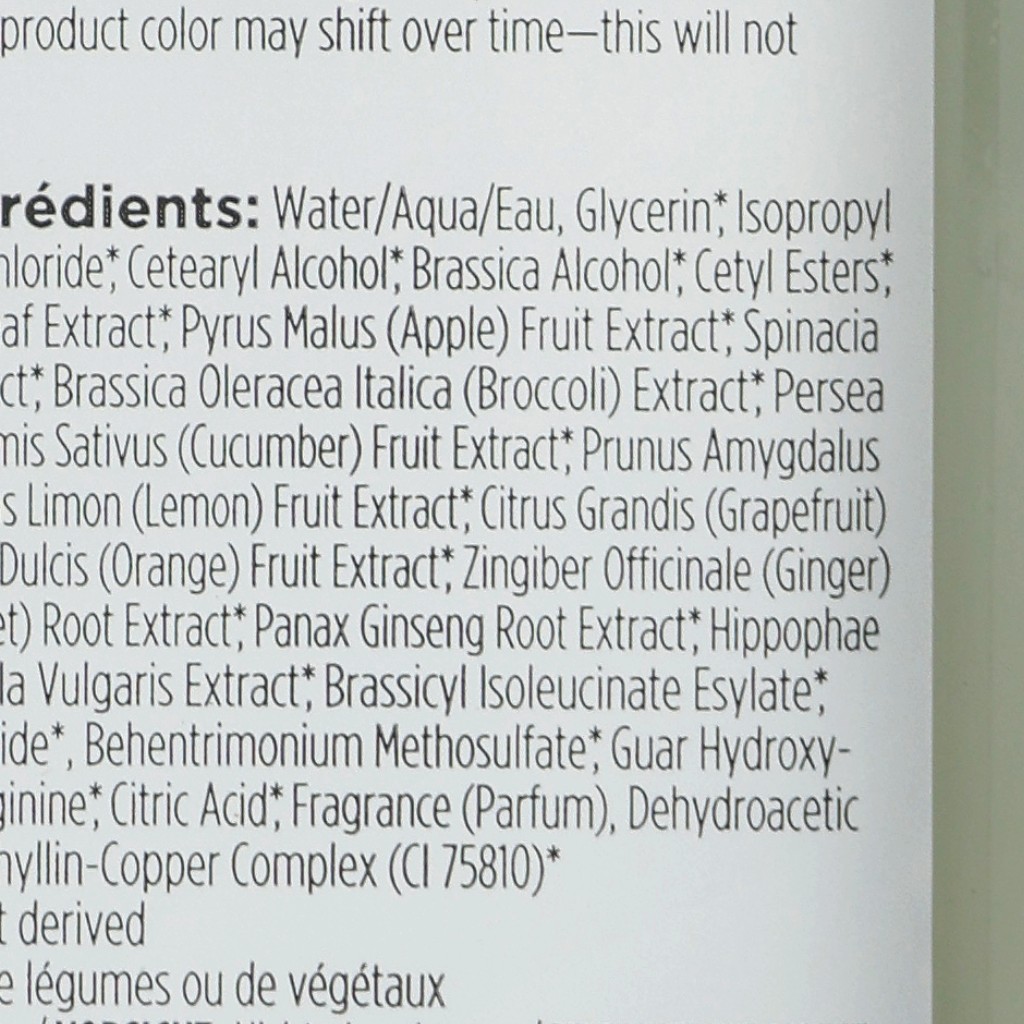 product color may shift over time—this will not
rédients: Water/Aqua/Eau, Glycerin*, Isopropyl
hloride*, Cetearyl Alcohol*, Brassica Alcohol*, Cetyl Esters*,
af Extract*, Pyrus Malus (Apple) Fruit Extract*, Spinacia
ct*, Brassica Oleracea Italica (Broccoli) Extract*, Persea
mis Sativus (Cucumber) Fruit Extract*, Prunus Amygdalus
s Limon (Lemon) Fruit Extract*, Citrus Grandis (Grapefruit)
Dulcis (Orange) Fruit Extract*, Zingiber Officinale (Ginger)
et) Root Extract*, Panax Ginseng Root Extract*, Hippophae
la Vulgaris Extract*, Brassicyl Isoleucinate Esylate*,
ide*, Behentrimonium Methosulfate*, Guar Hydroxy-
ginine*, Citric Acid*, Fragrance (Parfum), Dehydroacetic
hyllin-Copper Complex (CI 75810)*
t derived
e légumes ou de végétaux